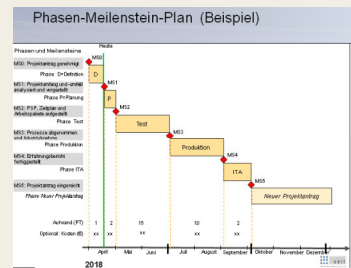 Phasen-Meilenstein-Plan (Beispiel)
Heute
Phasen und Meilensteine
MS0
MS0: Projektantrag genehmigt
Phase D=Definition
D
MS1: Projektumfang und -umfeld
analysiert und vorgestellt
MS1
Phase P=Planung
P
MS2: PSP, Zeitplan und
Arbeitspakete aufgestellt
MS2
Phase Test
Test
MS3: Prozesse abgenommen
MS3
Phase Produktion
Produktion
MS4: Erfahrungsbericht
fertiggestellt
MS4
Phase ITA
ITA
MS5: Projektantrag eingereicht
MS5
Phase Neuer Projektantrag
Neuer Projektantrag
Aufwand (PT) 1 2 15 10 2
Optional: Kosten (€) xx xx xx xx xx
April Mai Juni Juli August September Oktober November Dezember
2018